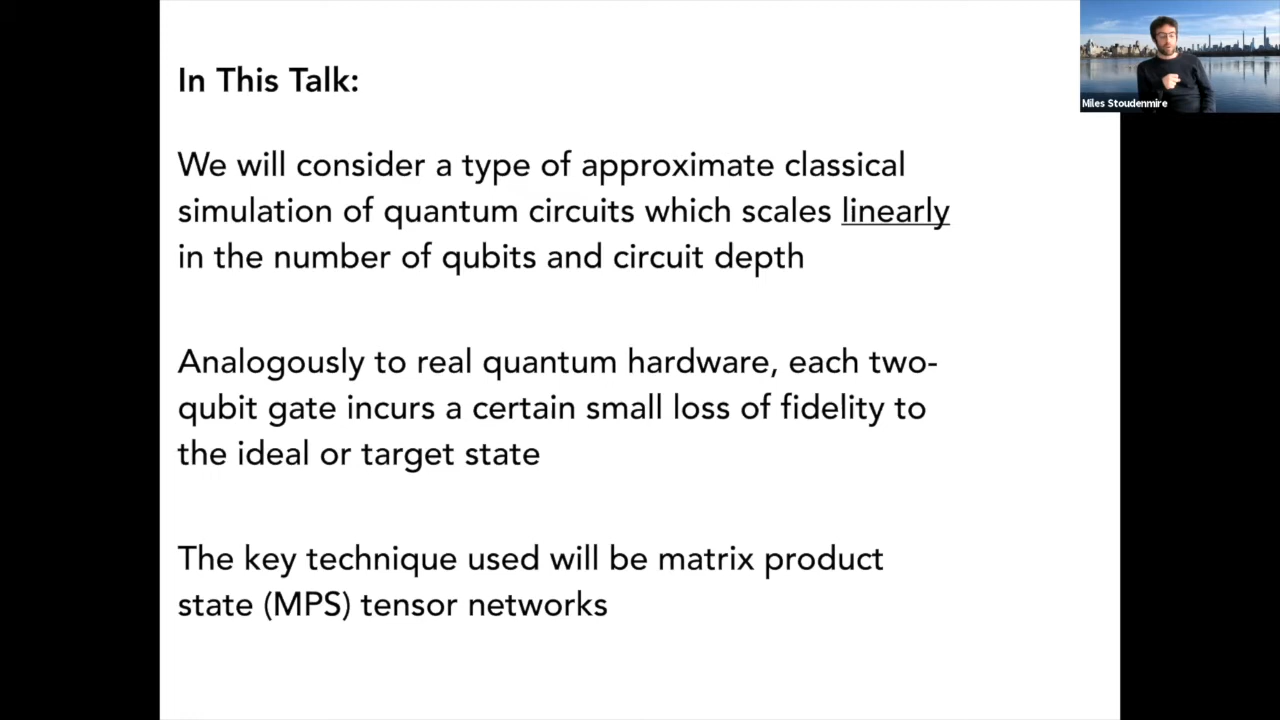 In This Talk:
We will consider a type of approximate classical
simulation of quantum circuits which scales linearly
in the number of qubits and circuit depth
Analogously to real quantum hardware, each two-
qubit gate incurs a certain small loss of fidelity to
the ideal or target state
The key technique used will be matrix product
state (MPS) tensor networks
Miles Stoudenmire